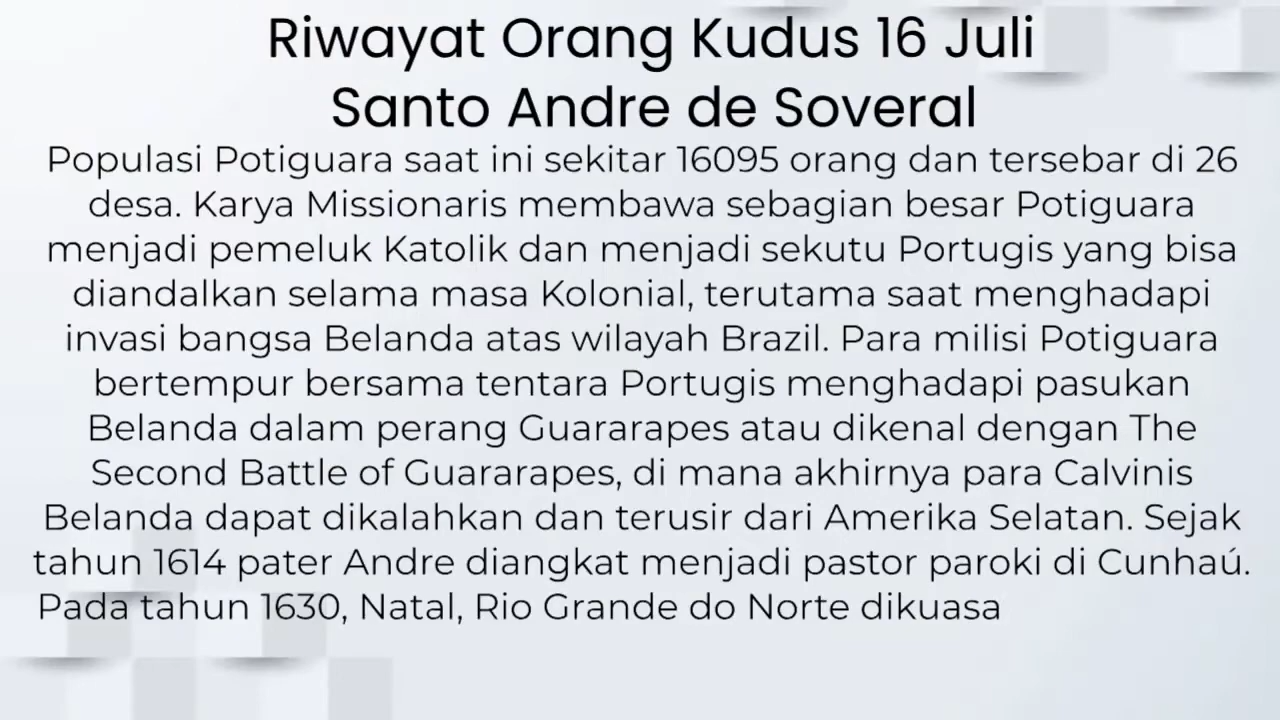 Riwayat Orang Kudus 16 Juli
Santo Andre de Soveral
Populasi Potiguara saat ini sekitar 16095 orang dan tersebar di 26
desa. Karya Missionaris membawa sebagian besar Potiguara
menjadi pemeluk Katolik dan menjadi sekutu Portugis yang bisa
diandalkan selama masa Kolonial, terutama saat menghadapi
invasi bangsa Belanda atas wilayah Brazil. Para milisi Potiguara
bertempur bersama tentara Portugis menghadapi pasukan
Belanda dalam perang Guararapes atau dikenal dengan The
Second Battle of Guararapes, di mana akhirnya para Calvinis
Belanda dapat dikalahkan dan terusir dari Amerika Selatan. Sejak
tahun 1614 pater Andre diangkat menjadi pastor paroki di Cunhaú.
Pada tahun 1630, Natal, Rio Grande do Norte dikuasa